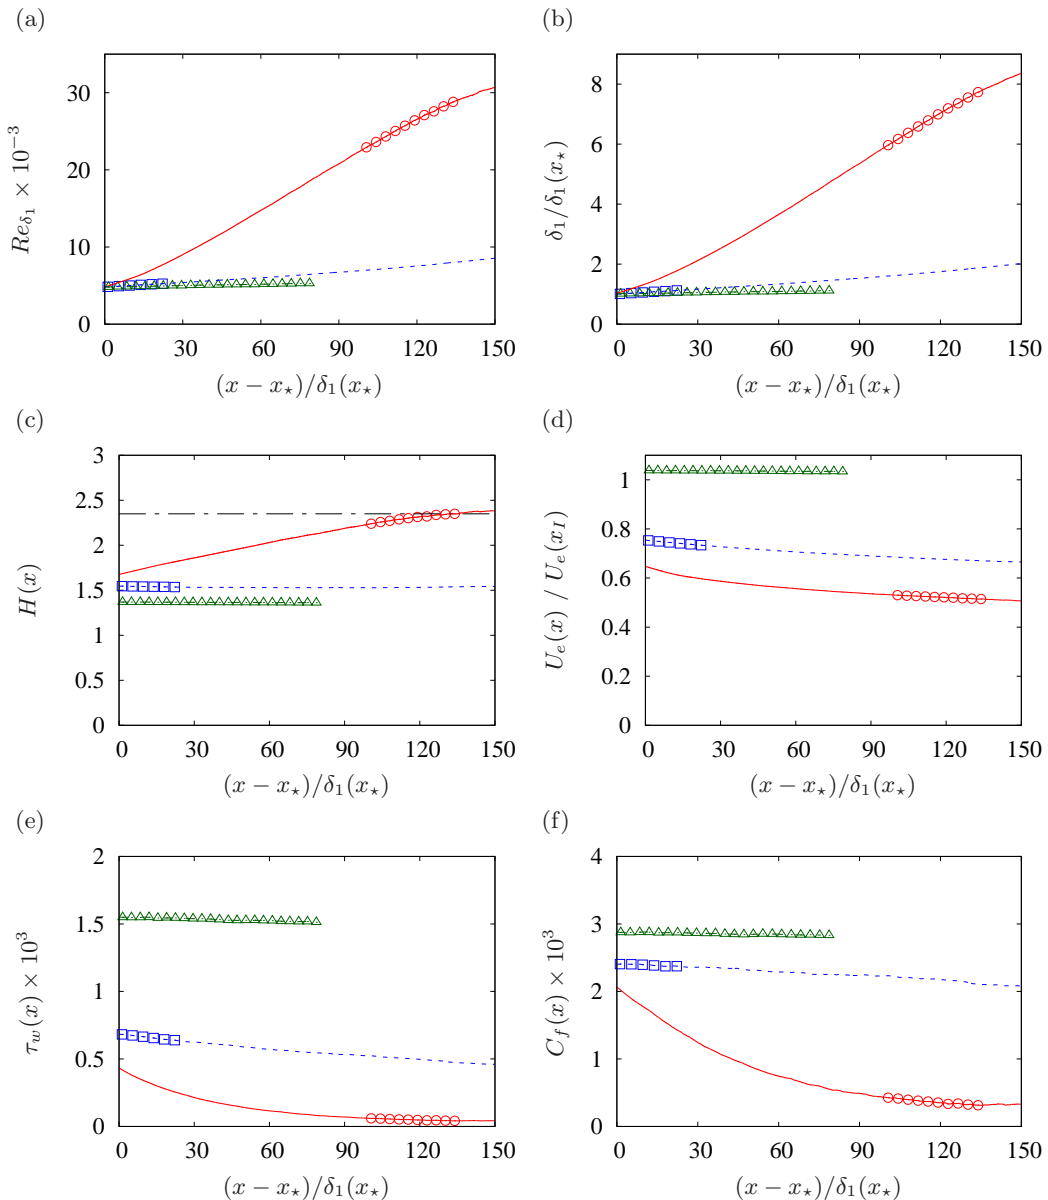 (a)
(b)
30
20
10
0
Re_{δ_1} × 10^{−3}
0 30 60 90 120 150
(x − x_⋆)/δ_1(x_⋆)
8
6
4
2
0
δ_1/δ_1(x_⋆)
0 30 60 90 120 150
(x − x_⋆)/δ_1(x_⋆)
(c)
(d)
3
2.5
2
1.5
1
0.5
0
H(x)
0 30 60 90 120 150
(x − x_⋆)/δ_1(x_⋆)
1
0.8
0.6
0.4
0.2
0
U_e(x) / U_e(x_I)
0 30 60 90 120 150
(x − x_⋆)/δ_1(x_⋆)
(e)
(f)
2
1.5
1
0.5
0
τ_w(x) × 10^3
0 30 60 90 120 150
(x − x_⋆)/δ_1(x_⋆)
4
3
2
1
0
C_f(x) × 10^3
0 30 60 90 120 150
(x − x_⋆)/δ_1(x_⋆)